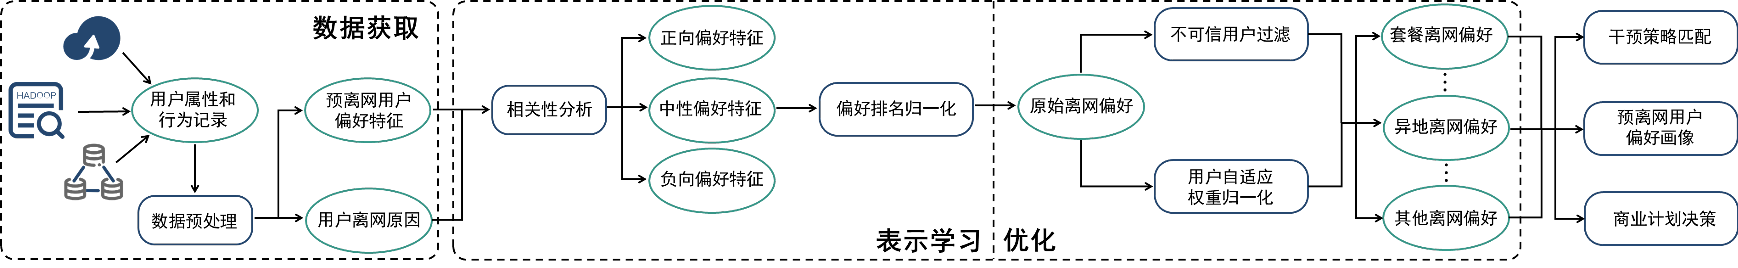 数据获取
HADOOP
用户属性和
行为记录
数据预处理
预离网用户
偏好特征
用户离网原因
相关性分析
正向偏好特征
中性偏好特征
负向偏好特征
偏好排名归一化
表示学习
优化
原始离网偏好
不可信用户过滤
用户自适应
权重归一化
套餐离网偏好
异地离网偏好
其他离网偏好
干预策略匹配
预离网用户
偏好画像
商业计划决策